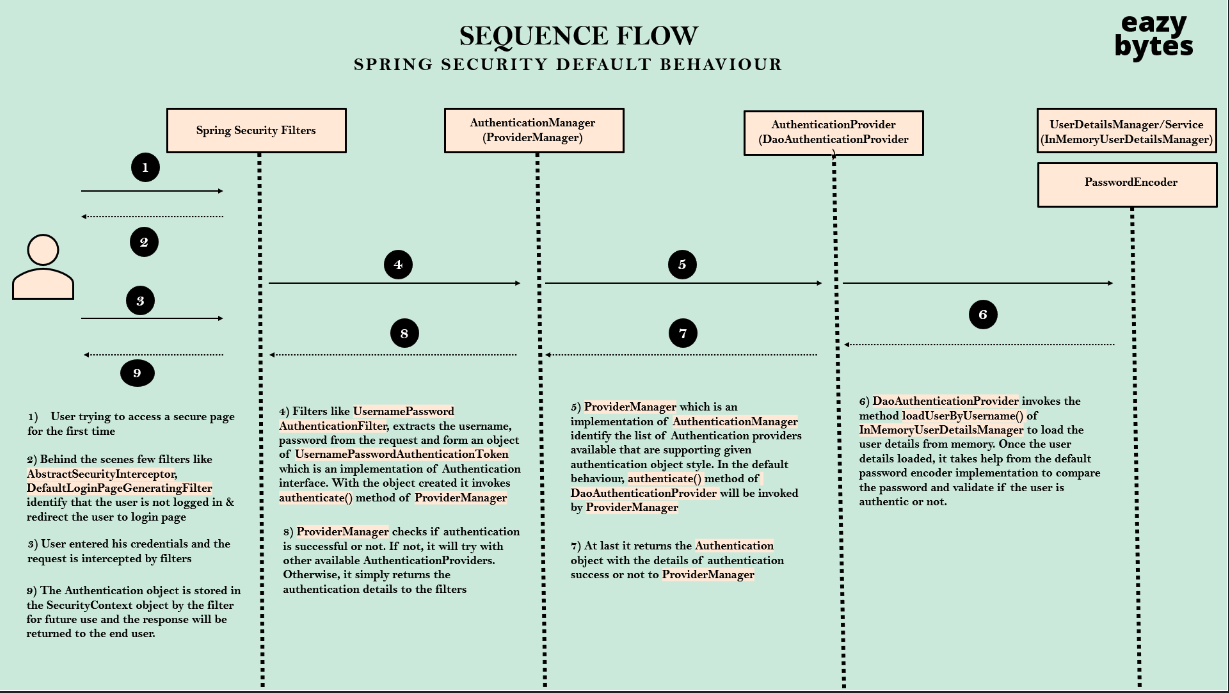 SEQUENCE FLOW
SPRING SECURITY DEFAULT BEHAVIOUR
eazy
bytes
Spring Security Filters
AuthenticationManager
(ProviderManager)
AuthenticationProvider
(DaoAuthenticationProvider
)
UserDetailsManager/Service
(InMemoryUserDetailsManager)
PasswordEncoder
1
2
3
4
5
6
7
8
9
1) User trying to access a secure page
for the first time
2) Behind the scenes few filters like
AbstractSecurityInterceptor,
DefaultLoginPageGeneratingFilter
identify that the user is not logged in &
redirect the user to login page
3) User entered his credentials and the
request is intercepted by filters
9) The Authentication object is stored in
the SecurityContext object by the filter
for future use and the response will be
returned to the end user.
4) Filters like UsernamePassword
AuthenticationFilter, extracts the username,
password from the request and form an object
of UsernamePasswordAuthenticationToken
which is an implementation of Authentication
interface. With the object created it invokes
authenticate() method of ProviderManager
8) ProviderManager checks if authentication
is successful or not. If not, it will try with
other available AuthenticationProviders.
Otherwise, it simply returns the
authentication details to the filters
5) ProviderManager which is an
implementation of AuthenticationManager
identify the list of Authentication providers
available that are supporting given
authentication object style. In the default
behaviour, authenticate() method of
DaoAuthenticationProvider will be invoked
by ProviderManager
7) At last it returns the Authentication
object with the details of authentication
success or not to ProviderManager
6) DaoAuthenticationProvider invokes the
method loadUserByUsername() of
InMemoryUserDetailsManager to load the
user details from memory. Once the user
details loaded, it takes help from the default
password encoder implementation to compare
the password and validate if the user is
authentic or not.